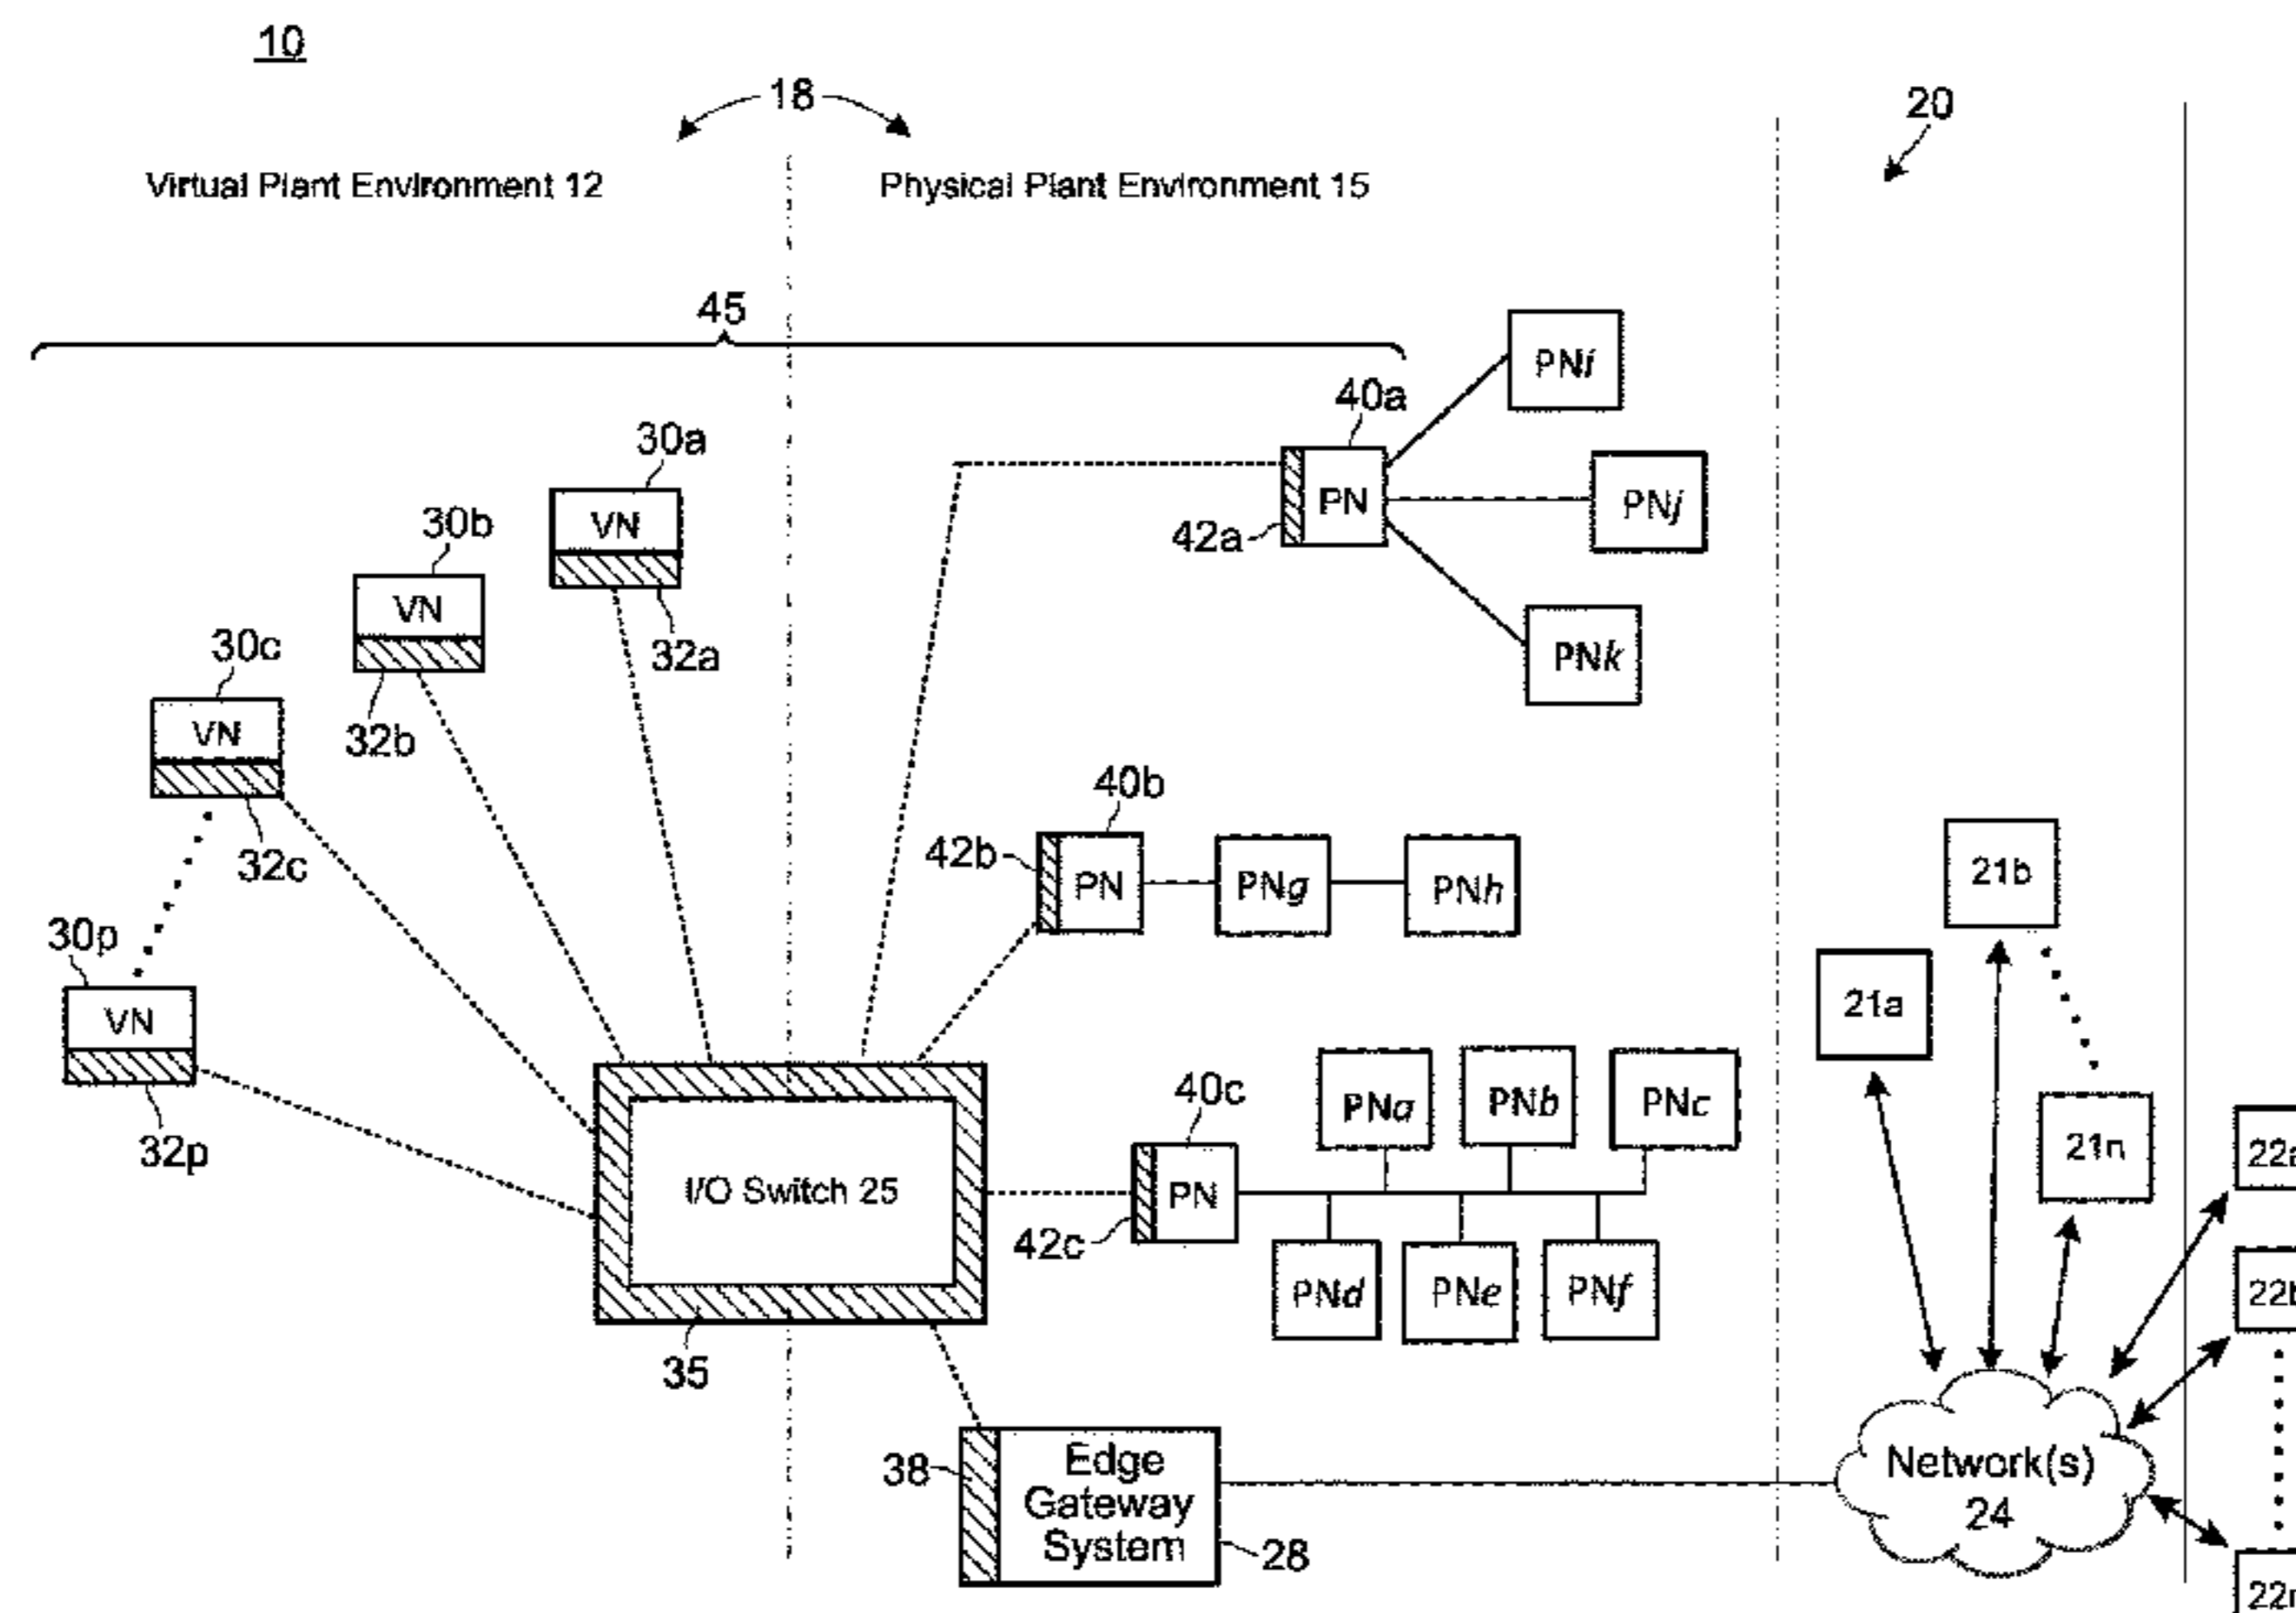 10
18
20
Virtual Plant Environment 12
Physical Plant Environment 15
45
PNi
40a
30a
PN
PNj
42a
VN
30b
VN
32a
PNk
30c
32b
VN
40b
32c
42b
PN
PNg
PNh
21b
30p
21a
VN
40c
PNa
PNb
PNc
21n
32p
22a
I/O Switch 25
PN
42c
PNd
PNe
PNf
22b
35
38
Edge
Gateway
System
28
Network(s)
24